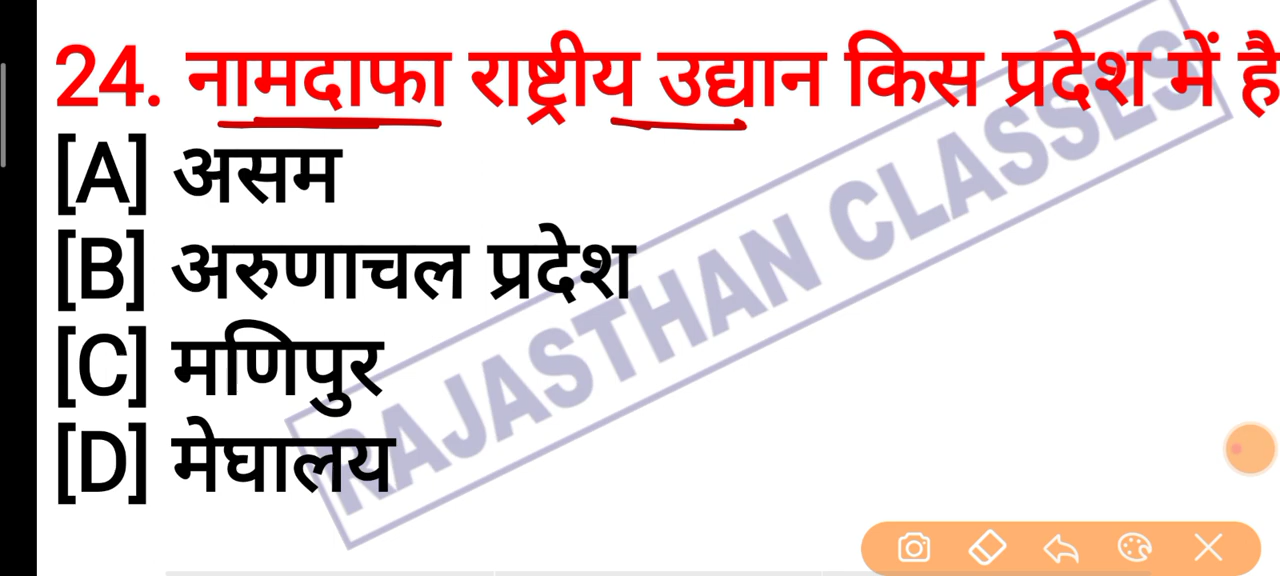 24. नामदाफा राष्ट्रीय उद्यान किस प्रदेश में है
[A] असम
[B] अरुणाचल प्रदेश
[C] मणिपुर
[D] मेघालय
RAJASTHAN CLASSES